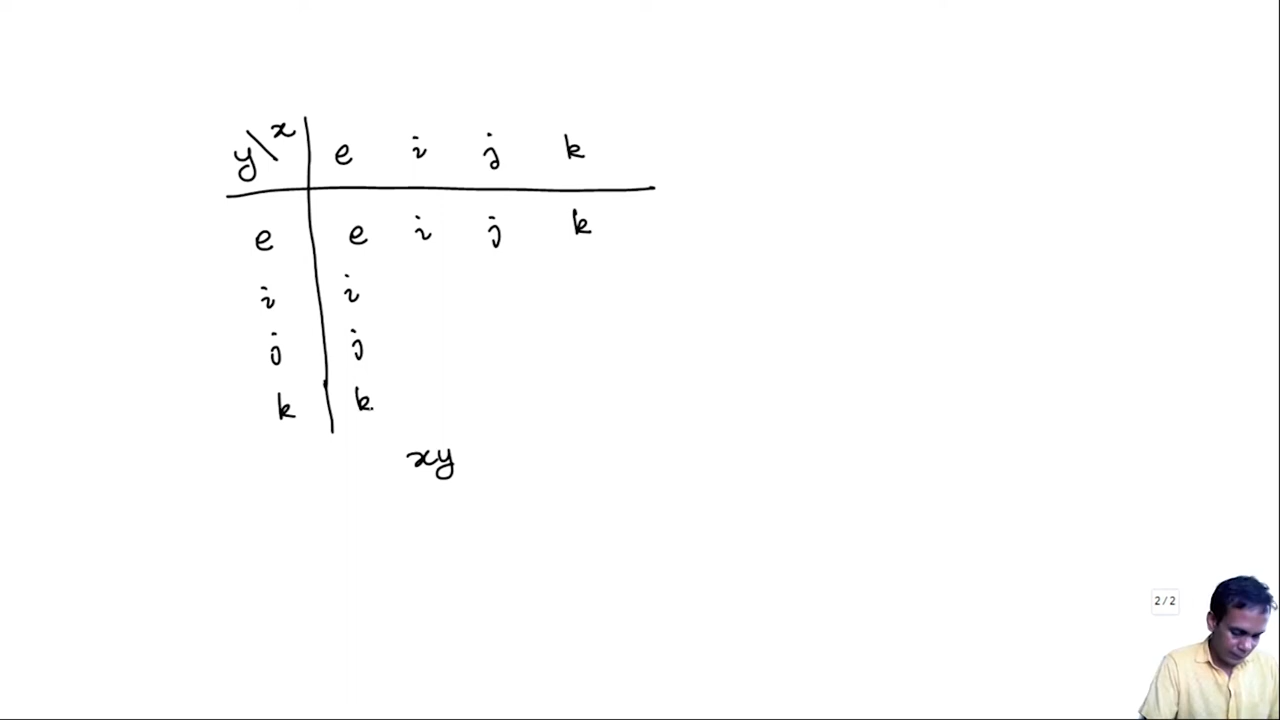 y\x e i j k
e e i j k
i i
j j
k k.
xy
2/2